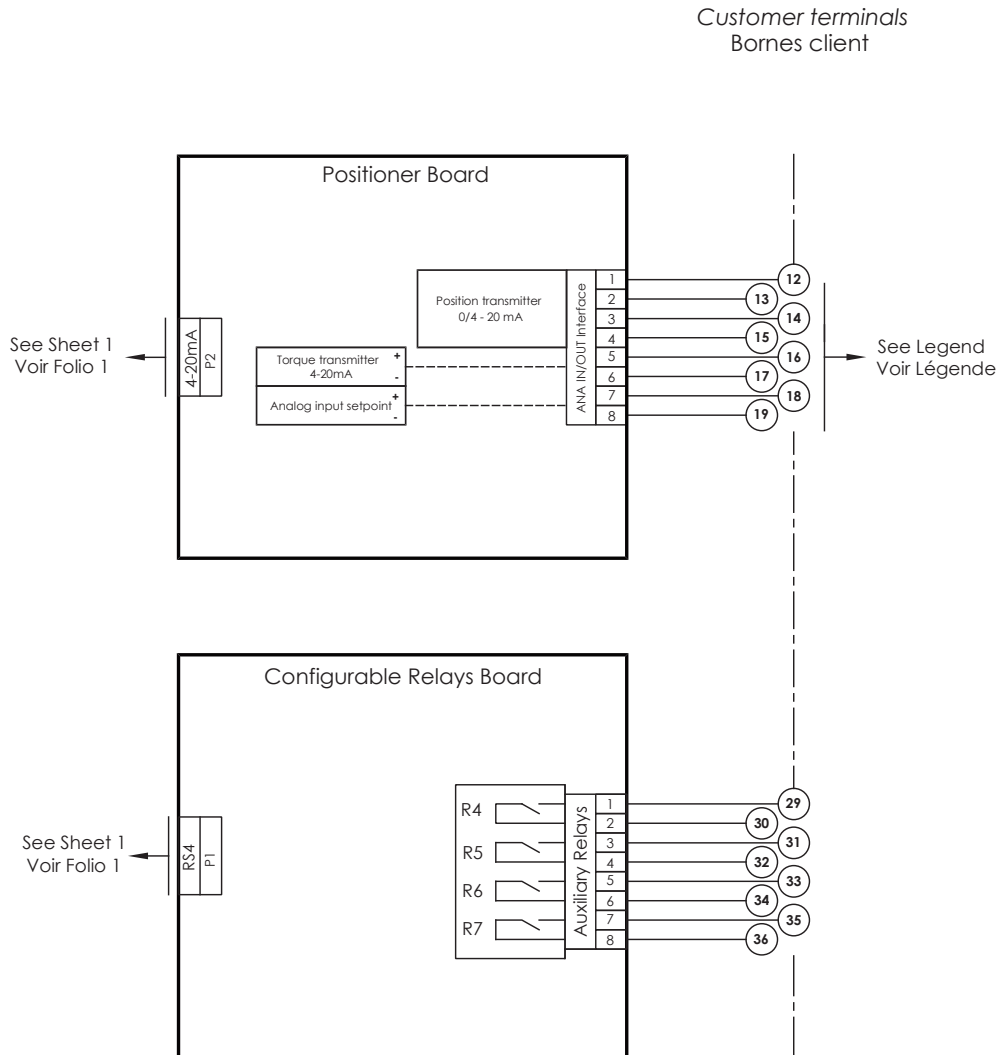 Customer terminals
Bornes client
Positioner Board
Position transmitter
0/4 - 20 mA
ANA IN/OUT Interface
1
2
3
4
5
6
7
8
12
13
14
15
16
17
18
19
See Sheet 1
Voir Folio 1
4-20mA
P2
Torque transmitter
4-20mA
+
-
Analog input setpoint
+
-
See Legend
Voir Légende
Configurable Relays Board
See Sheet 1
Voir Folio 1
RS4
P1
R4
R5
R6
R7
Auxiliary Relays
1
2
3
4
5
6
7
8
29
30
31
32
33
34
35
36